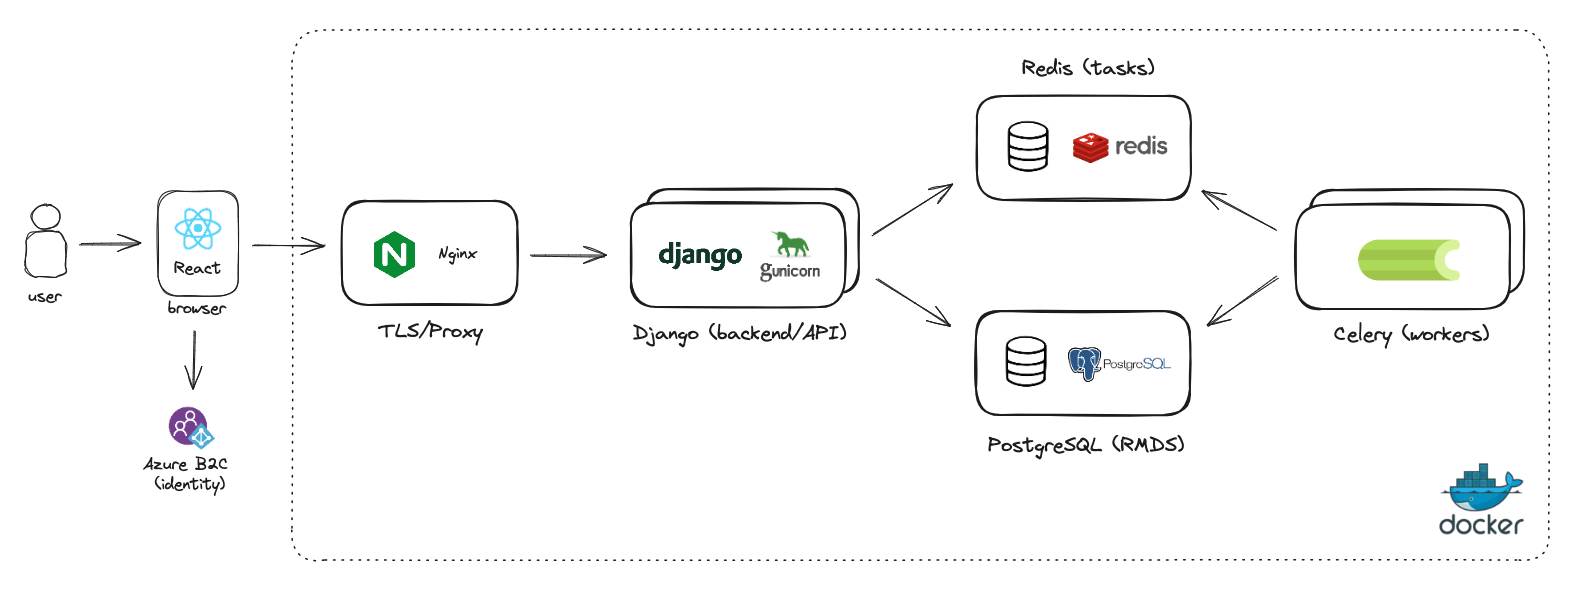 user
React
browser
Azure B2C
(identity)
Nginx
TLS/Proxy
django
gunicorn
Django (backend/API)
Redis (tasks)
redis
PostgreSQL
PostgreSQL (RMDS)
Celery (workers)
docker